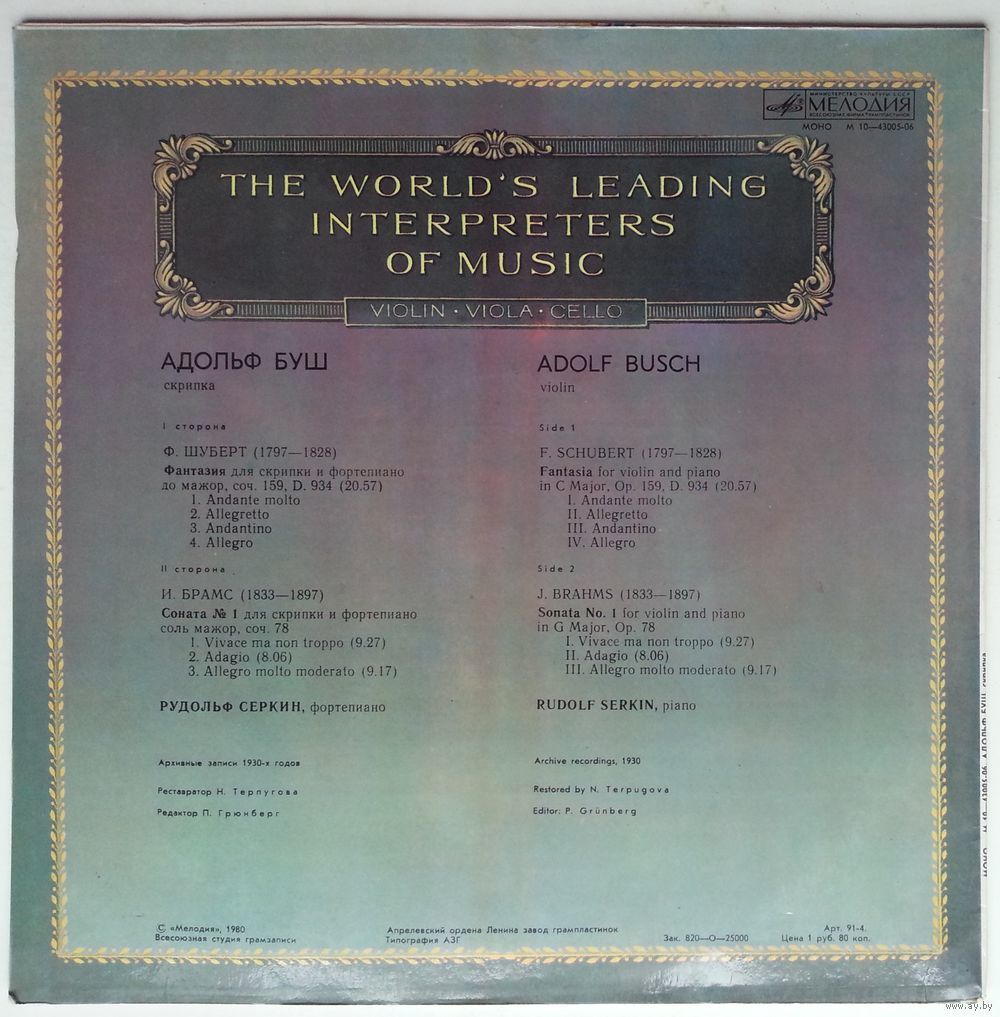 МИНИСТЕРСТВО КУЛЬТУРЫ СССР
МЕЛОДИЯ
ВСЕСОЮЗНАЯ ФИРМА ГРАМПЛАСТИНОК
МОНО М 10—43005-06
THE WORLD'S LEADING
INTERPRETERS
OF MUSIC
VIOLIN · VIOLA · CELLO
АДОЛЬФ БУШ
скрипка
I сторона
Ф. ШУБЕРТ (1797—1828)
Фантазия для скрипки и фортепиано
до мажор, соч. 159, D. 934 (20.57)
1. Andante molto
2. Allegretto
3. Andantino
4. Allegro
II сторона
И. БРАМС (1833—1897)
Соната № 1 для скрипки и фортепиано
соль мажор, соч. 78
1. Vivace ma non troppo (9.27)
2. Adagio (8.06)
3. Allegro molto moderato (9.17)
РУДОЛЬФ СЕРКИН, фортепиано
Архивные записи 1930-х годов
Реставратор Н. Терпугова
Редактор П. Грюнберг
ADOLF BUSCH
violin
Side 1
F. SCHUBERT (1797—1828)
Fantasia for violin and piano
in C Major, Op. 159, D. 934 (20.57)
I. Andante molto
II. Allegretto
III. Andantino
IV. Allegro
Side 2
J. BRAHMS (1833—1897)
Sonata No. 1 for violin and piano
in G Major, Op. 78
I. Vivace ma non troppo (9.27)
II. Adagio (8.06)
III. Allegro molto moderato (9.17)
RUDOLF SERKIN, piano
Archive recordings, 1930
Restored by N. Terpugova
Editor: P. Grünberg
© «Мелодия», 1980
Всесоюзная студия грамзаписи
Апрелевский ордена Ленина завод грампластинок
Типография АЗГ
Зак. 820—О—25000
Арт. 91-4.
Цена 1 руб. 80 коп.
МОНО М 10—43005-06 АДОЛЬФ БУШ, скрипка
www.ay.by